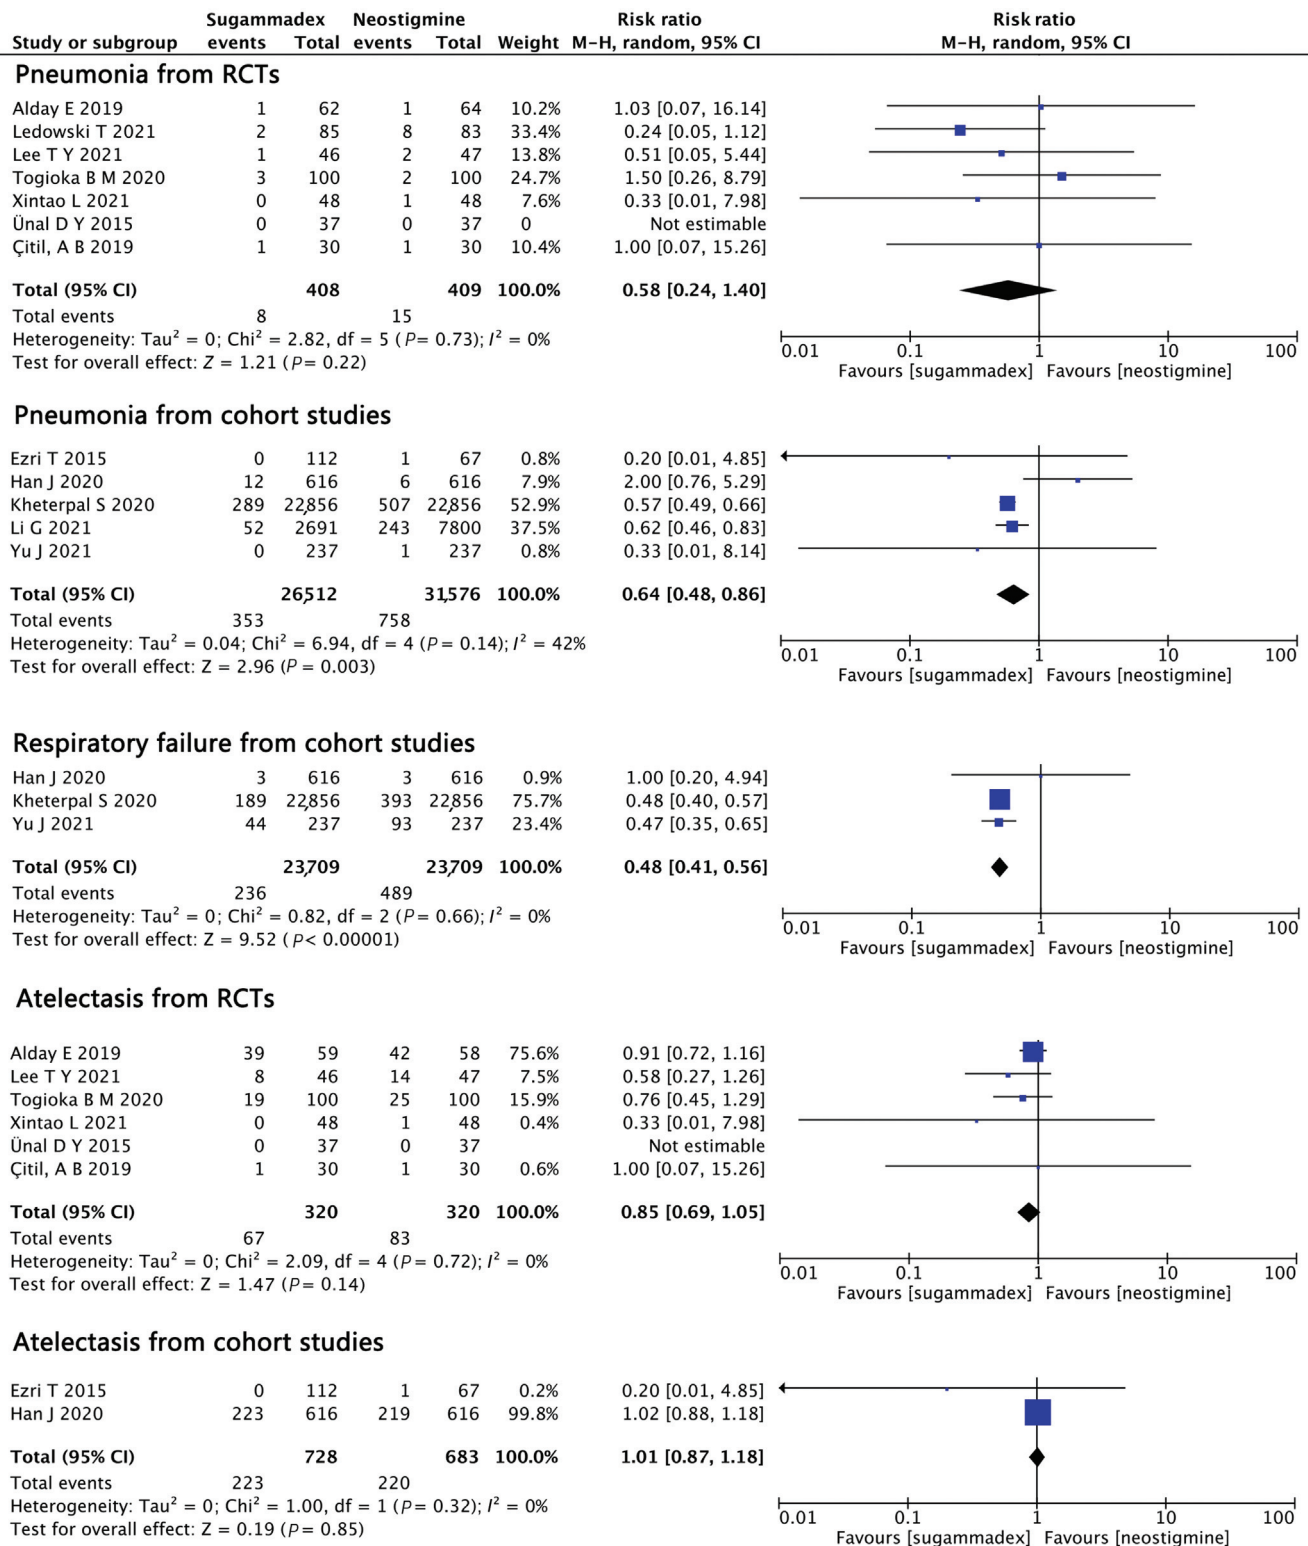 Sugammadex Neostigmine Risk ratio Risk ratio
Study or subgroup events Total events Total Weight M–H, random, 95% CI M–H, random, 95% CI
Pneumonia from RCTs
Alday E 2019 1 62 1 64 10.2% 1.03 [0.07, 16.14]
Ledowski T 2021 2 85 8 83 33.4% 0.24 [0.05, 1.12]
Lee T Y 2021 1 46 2 47 13.8% 0.51 [0.05, 5.44]
Togioka B M 2020 3 100 2 100 24.7% 1.50 [0.26, 8.79]
Xintao L 2021 0 48 1 48 7.6% 0.33 [0.01, 7.98]
Ünal D Y 2015 0 37 0 37 0 Not estimable
Çitil, A B 2019 1 30 1 30 10.4% 1.00 [0.07, 15.26]
Total (95% CI) 408 409 100.0% 0.58 [0.24, 1.40]
Total events 8 15
Heterogeneity: Tau² = 0; Chi² = 2.82, df = 5 (P = 0.73); I² = 0%
0.01 0.1 1 10 100
Test for overall effect: Z = 1.21 (P = 0.22)
Favours [sugammadex] Favours [neostigmine]
Pneumonia from cohort studies
Ezri T 2015 0 112 1 67 0.8% 0.20 [0.01, 4.85]
Han J 2020 12 616 6 616 7.9% 2.00 [0.76, 5.29]
Kheterpal S 2020 289 22,856 507 22,856 52.9% 0.57 [0.49, 0.66]
Li G 2021 52 2691 243 7800 37.5% 0.62 [0.46, 0.83]
Yu J 2021 0 237 1 237 0.8% 0.33 [0.01, 8.14]
Total (95% CI) 26,512 31,576 100.0% 0.64 [0.48, 0.86]
Total events 353 758
Heterogeneity: Tau² = 0.04; Chi² = 6.94, df = 4 (P = 0.14); I² = 42%
0.01 0.1 1 10 100
Test for overall effect: Z = 2.96 (P = 0.003)
Favours [sugammadex] Favours [neostigmine]
Respiratory failure from cohort studies
Han J 2020 3 616 3 616 0.9% 1.00 [0.20, 4.94]
Kheterpal S 2020 189 22,856 393 22,856 75.7% 0.48 [0.40, 0.57]
Yu J 2021 44 237 93 237 23.4% 0.47 [0.35, 0.65]
Total (95% CI) 23,709 23,709 100.0% 0.48 [0.41, 0.56]
Total events 236 489
Heterogeneity: Tau² = 0; Chi² = 0.82, df = 2 (P = 0.66); I² = 0%
0.01 0.1 1 10 100
Test for overall effect: Z = 9.52 (P < 0.00001)
Favours [sugammadex] Favours [neostigmine]
Atelectasis from RCTs
Alday E 2019 39 59 42 58 75.6% 0.91 [0.72, 1.16]
Lee T Y 2021 8 46 14 47 7.5% 0.58 [0.27, 1.26]
Togioka B M 2020 19 100 25 100 15.9% 0.76 [0.45, 1.29]
Xintao L 2021 0 48 1 48 0.4% 0.33 [0.01, 7.98]
Ünal D Y 2015 0 37 0 37 Not estimable
Çitil, A B 2019 1 30 1 30 0.6% 1.00 [0.07, 15.26]
Total (95% CI) 320 320 100.0% 0.85 [0.69, 1.05]
Total events 67 83
Heterogeneity: Tau² = 0; Chi² = 2.09, df = 4 (P = 0.72); I² = 0%
0.01 0.1 1 10 100
Test for overall effect: Z = 1.47 (P = 0.14)
Favours [sugammadex] Favours [neostigmine]
Atelectasis from cohort studies
Ezri T 2015 0 112 1 67 0.2% 0.20 [0.01, 4.85]
Han J 2020 223 616 219 616 99.8% 1.02 [0.88, 1.18]
Total (95% CI) 728 683 100.0% 1.01 [0.87, 1.18]
Total events 223 220
Heterogeneity: Tau² = 0; Chi² = 1.00, df = 1 (P = 0.32); I² = 0%
0.01 0.1 1 10 100
Test for overall effect: Z = 0.19 (P = 0.85)
Favours [sugammadex] Favours [neostigmine]